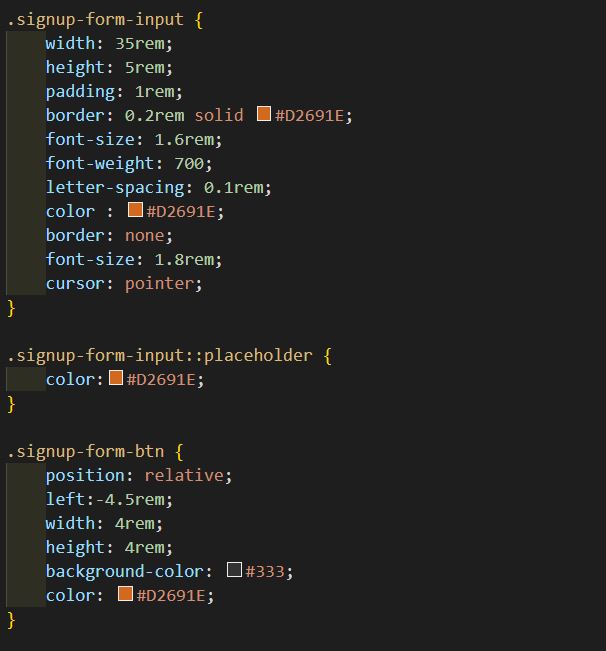 .signup-form-input {
    width: 35rem;
    height: 5rem;
    padding: 1rem;
    border: 0.2rem solid #D2691E;
    font-size: 1.6rem;
    font-weight: 700;
    letter-spacing: 0.1rem;
    color : #D2691E;
    border: none;
    font-size: 1.8rem;
    cursor: pointer;
}

.signup-form-input::placeholder {
    color:#D2691E;
}

.signup-form-btn {
    position: relative;
    left:-4.5rem;
    width: 4rem;
    height: 4rem;
    background-color: #333;
    color: #D2691E;
}